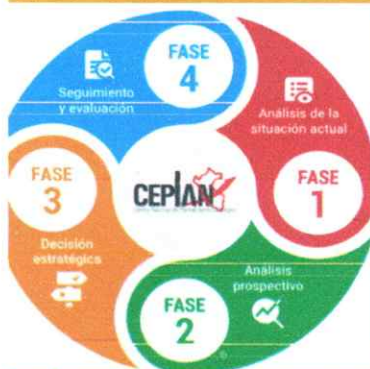 FASE
4
Seguimiento
y evaluación
Análisis de la
situación actual
FASE
1
FASE
3
CEPLAN
Decisión
estratégica
Análisis
prospectivo
FASE
2